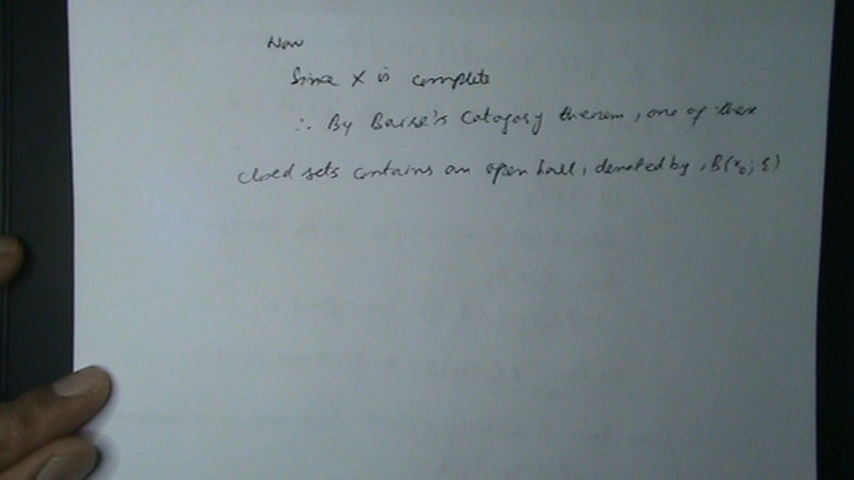 Now
Since X is complete
∴ By Baire's Catagory theorem, one of these
closed sets contains an open ball, denoted by, B(x₀; ε)